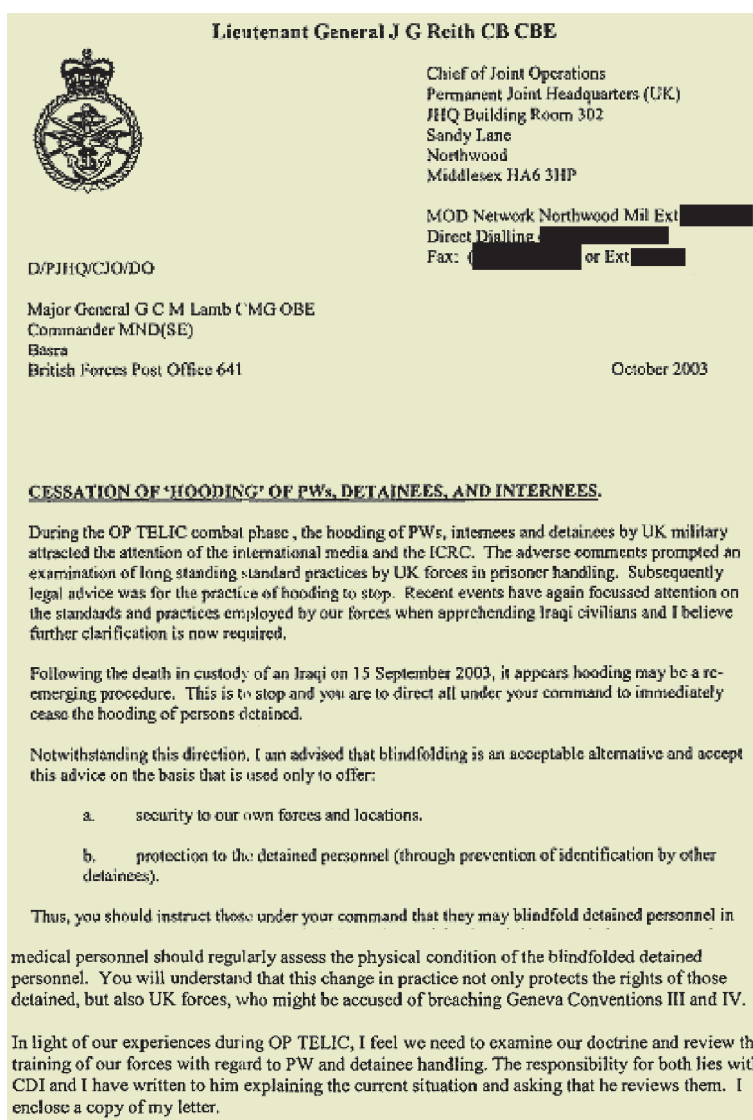 Lieutenant General J G Reith CB CBE
Chief of Joint Operations
Permanent Joint Headquarters (UK)
JHQ Building Room 302
Sandy Lane
Northwood
Middlesex HA6 3HP
MOD Network Northwood Mil Ext
Direct Dialling
Fax: ( or Ext
D/PJHQ/CJO/DO
Major General G C M Lamb CMG OBE
Commander MND(SE)
Basra
British Forces Post Office 641
October 2003
CESSATION OF 'HOODING' OF PWs, DETAINEES, AND INTERNEES.
During the OP TELIC combat phase , the hooding of PWs, internees and detainees by UK military
attracted the attention of the international media and the ICRC. The adverse comments prompted an
examination of long standing standard practices by UK forces in prisoner handling. Subsequently
legal advice was for the practice of hooding to stop. Recent events have again focussed attention on
the standards and practices employed by our forces when apprehending Iraqi civilians and I believe
further clarification is now required.
Following the death in custody of an Iraqi on 15 September 2003, it appears hooding may be a re-
emerging procedure. This is to stop and you are to direct all under your command to immediately
cease the hooding of persons detained.
Notwithstanding this direction, I am advised that blindfolding is an acceptable alternative and accept
this advice on the basis that is used only to offer:
a. security to our own forces and locations.
b. protection to the detained personnel (through prevention of identification by other
detainees).
Thus, you should instruct those under your command that they may blindfold detained personnel in
medical personnel should regularly assess the physical condition of the blindfolded detained
personnel. You will understand that this change in practice not only protects the rights of those
detained, but also UK forces, who might be accused of breaching Geneva Conventions III and IV.
In light of our experiences during OP TELIC, I feel we need to examine our doctrine and review th
training of our forces with regard to PW and detainee handling. The responsibility for both lies wit
CDI and I have written to him explaining the current situation and asking that he reviews them. I
enclose a copy of my letter.